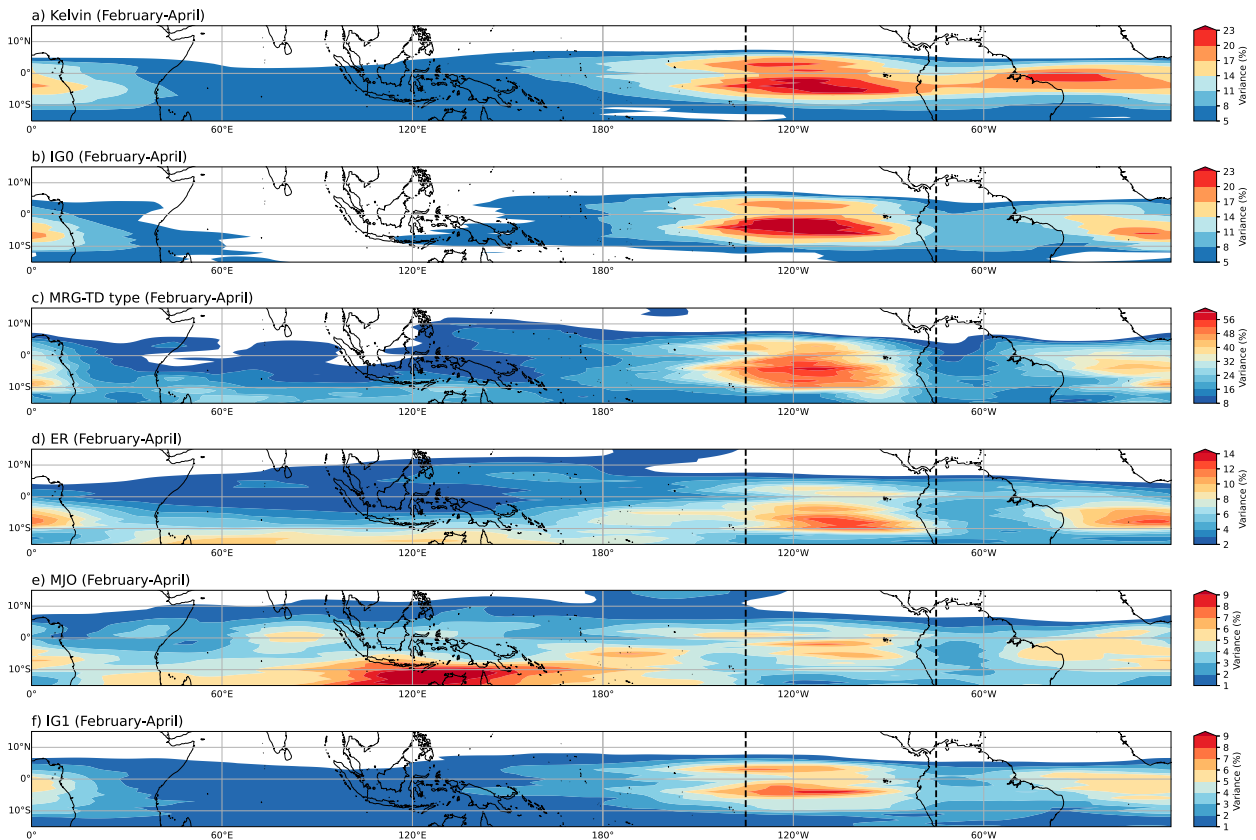 a) Kelvin (February-April)
10°N
0°
10°S
0° 60°E 120°E 180° 120°W 60°W
23
20
17
14
11
8
5
Variance (%)
b) IG0 (February-April)
10°N
0°
10°S
0° 60°E 120°E 180° 120°W 60°W
23
20
17
14
11
8
5
Variance (%)
c) MRG-TD type (February-April)
10°N
0°
10°S
0° 60°E 120°E 180° 120°W 60°W
56
48
40
32
24
16
8
Variance (%)
d) ER (February-April)
10°N
0°
10°S
0° 60°E 120°E 180° 120°W 60°W
14
12
10
8
6
4
2
Variance (%)
e) MJO (February-April)
10°N
0°
10°S
0° 60°E 120°E 180° 120°W 60°W
9
8
7
6
5
4
3
2
1
Variance (%)
f) IG1 (February-April)
10°N
0°
10°S
0° 60°E 120°E 180° 120°W 60°W
9
8
7
6
5
4
3
2
1
Variance (%)